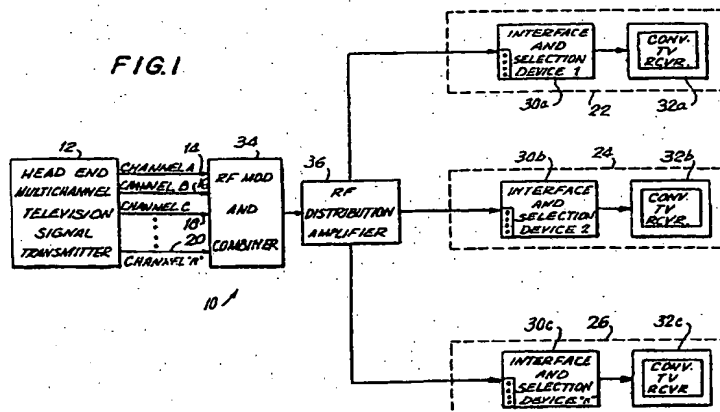 FIG.1
12
HEAD END
MULTICHANNEL
TELEVISION
SIGNAL
TRANSMITTER
CHANNEL A
14
CHANNEL B
16
CHANNEL C
18
20
CHANNEL "N"
34
RF MOD
AND
COMBINER
10
36
RF
DISTRIBUTION
AMPLIFIER
INTERFACE
AND
SELECTION
DEVICE 1
30a
CONV.
TV
RCVR.
32a
22
30b
INTERFACE
AND
SELECTION
DEVICE 2
24
32b
CONV.
TV
RCVR.
30c
INTERFACE
AND
SELECTION
DEVICE "N"
26
32c
CONV.
TV
RCVR